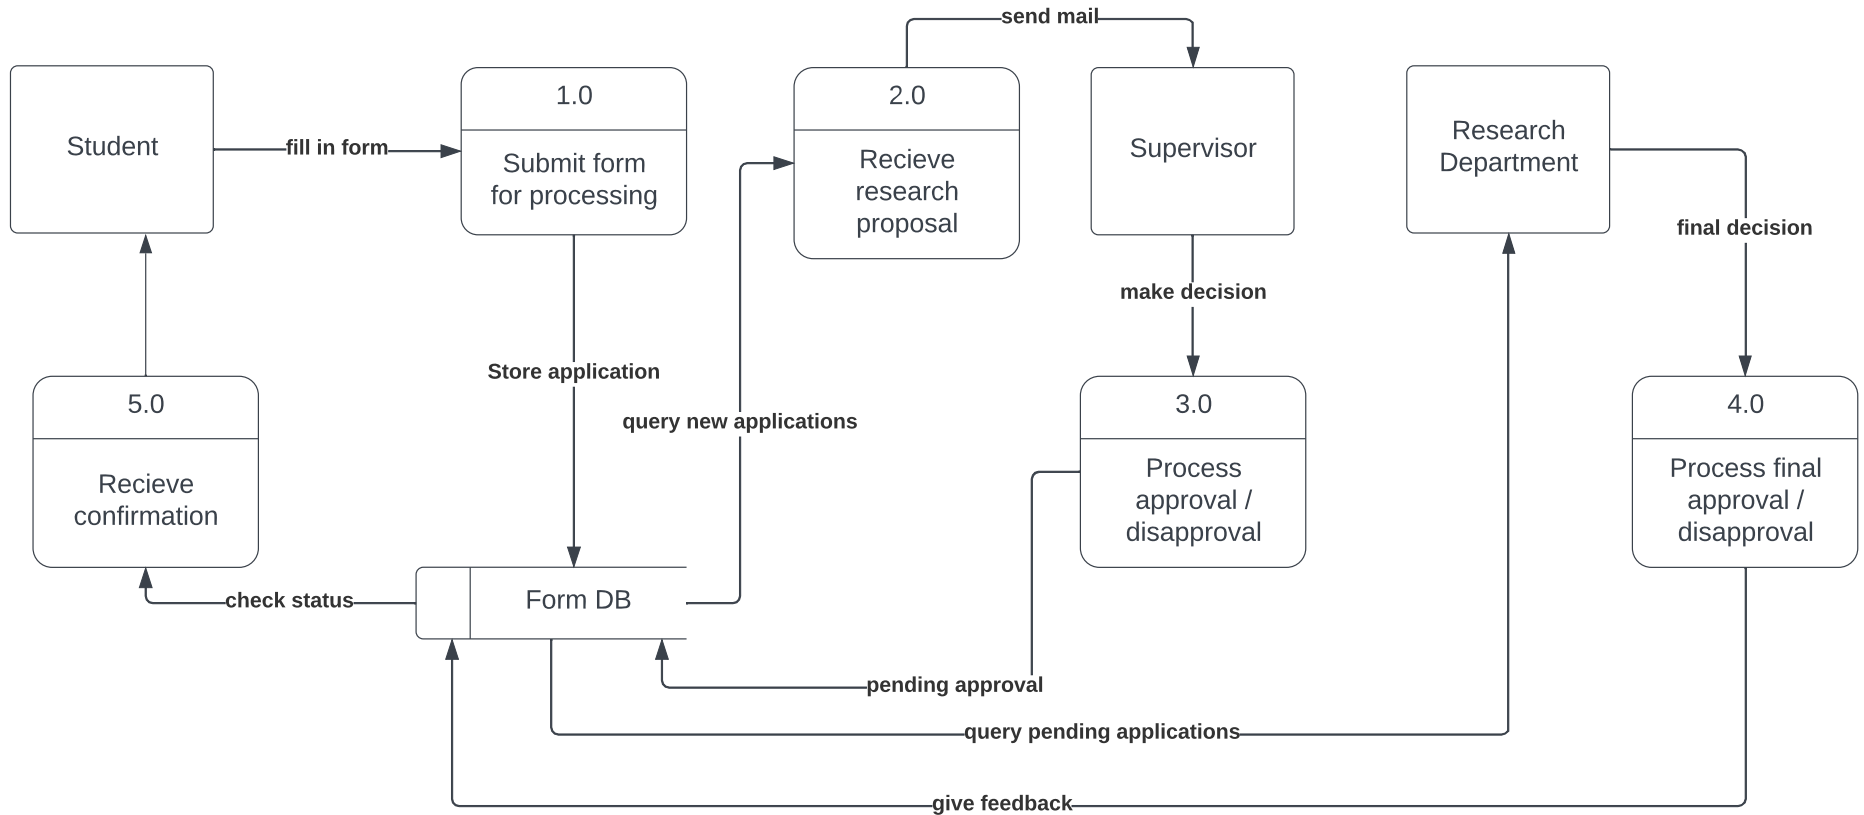 send mail
Student
fill in form
1.0
Submit form
for processing
2.0
Recieve
research
proposal
Supervisor
Research
Department
final decision
make decision
Store application
query new applications
5.0
Recieve
confirmation
3.0
Process
approval /
disapproval
4.0
Process final
approval /
disapproval
check status
Form DB
pending approval
query pending applications
give feedback